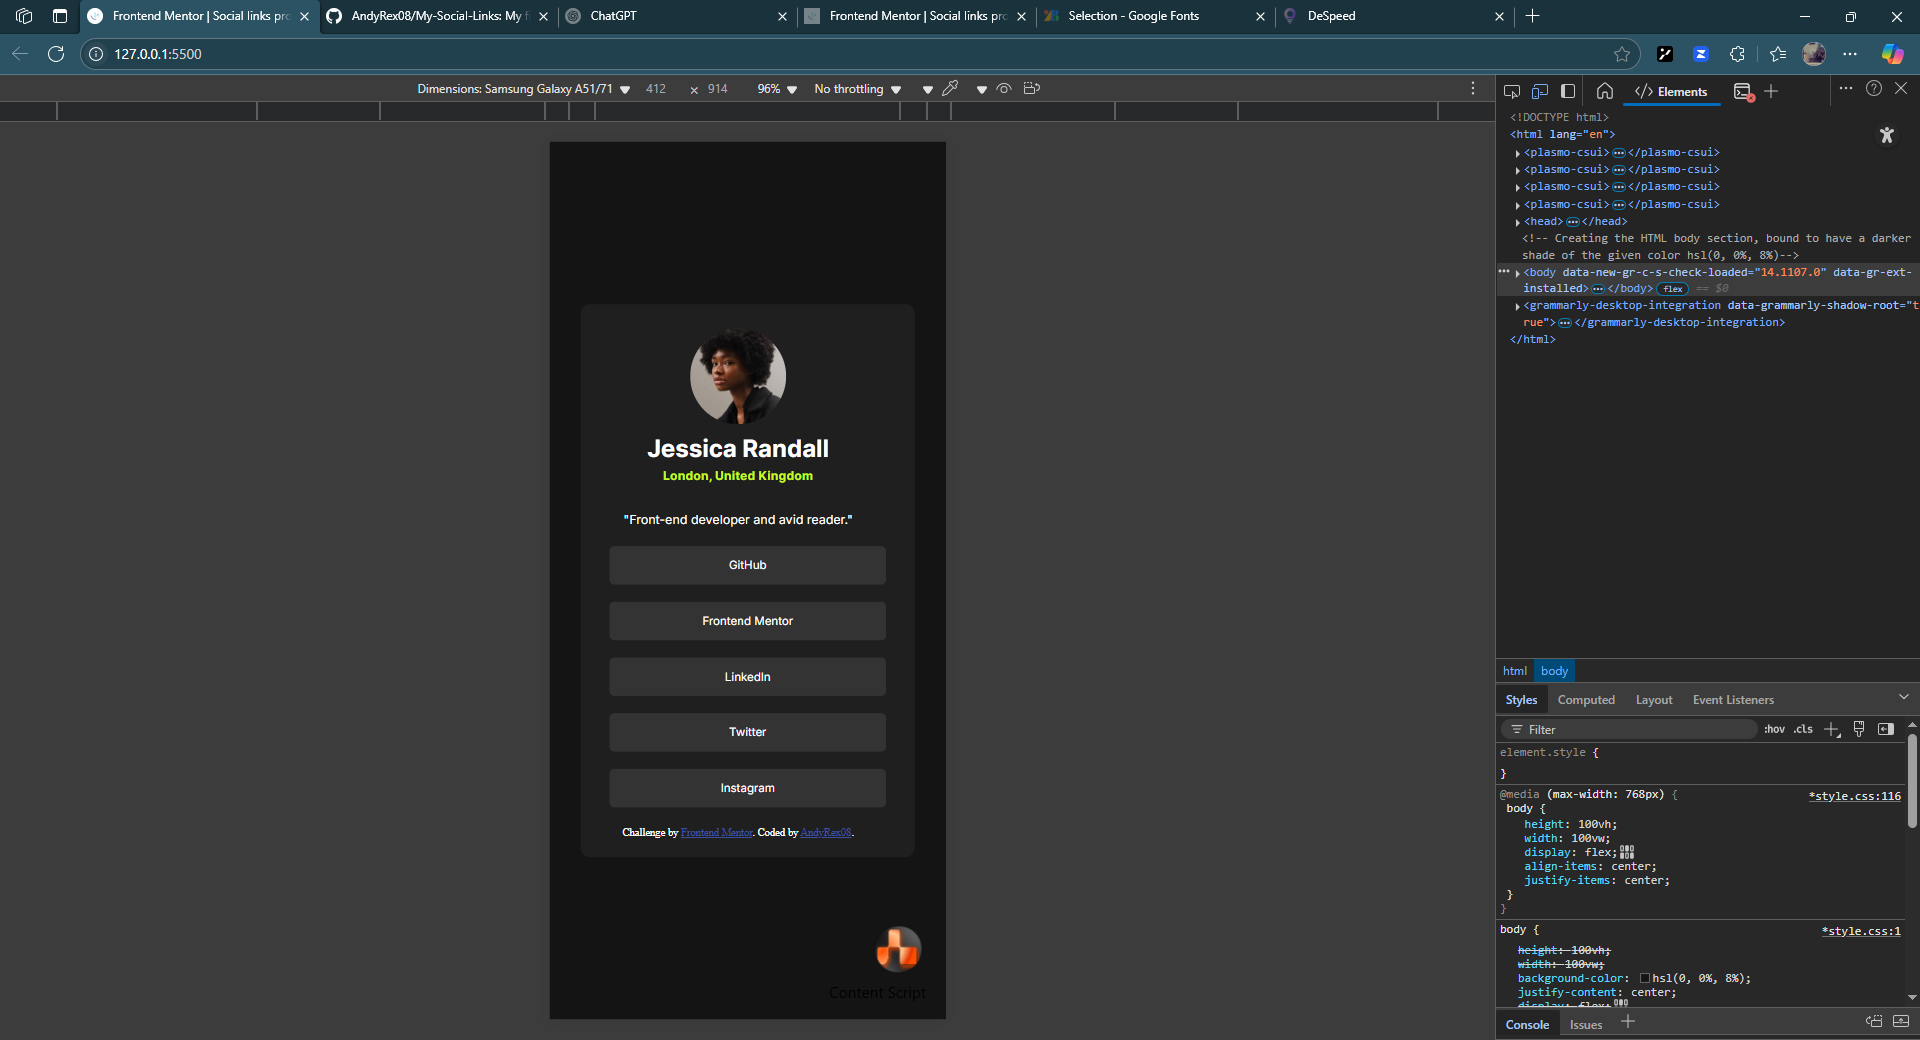 Frontend Mentor | Social links pro
AndyRex08/My-Social-Links: My f
ChatGPT
Frontend Mentor | Social links pro
Selection - Google Fonts
DeSpeed
127.0.0.1:5500
Dimensions: Samsung Galaxy A51/71 412 × 914 96% No throttling
Elements
<!DOCTYPE html>
<html lang="en">
<plasmo-csui> </plasmo-csui>
<plasmo-csui> </plasmo-csui>
<plasmo-csui> </plasmo-csui>
<plasmo-csui> </plasmo-csui>
<head> </head>
<!-- Creating the HTML body section, bound to have a darker
shade of the given color hsl(0, 0%, 8%)-->
<body data-new-gr-c-s-check-loaded="14.1107.0" data-gr-ext-
installed> </body> flex == $0
<grammarly-desktop-integration data-grammarly-shadow-root="t
rue"> </grammarly-desktop-integration>
</html>
Jessica Randall
London, United Kingdom
"Front-end developer and avid reader."
GitHub
Frontend Mentor
LinkedIn
Twitter
Instagram
Challenge by Frontend Mentor. Coded by AndyRex08.
Content Script
html body
Styles Computed Layout Event Listeners
Filter :hov .cls
element.style {
}
@media (max-width: 768px) { *style.css:116
body {
height: 100vh;
width: 100vw;
display: flex;
align-items: center;
justify-items: center;
}
}
body { *style.css:1
height: 100vh;
width: 100vw;
background-color: hsl(0, 0%, 8%);
justify-content: center;
display: flex;
Console Issues